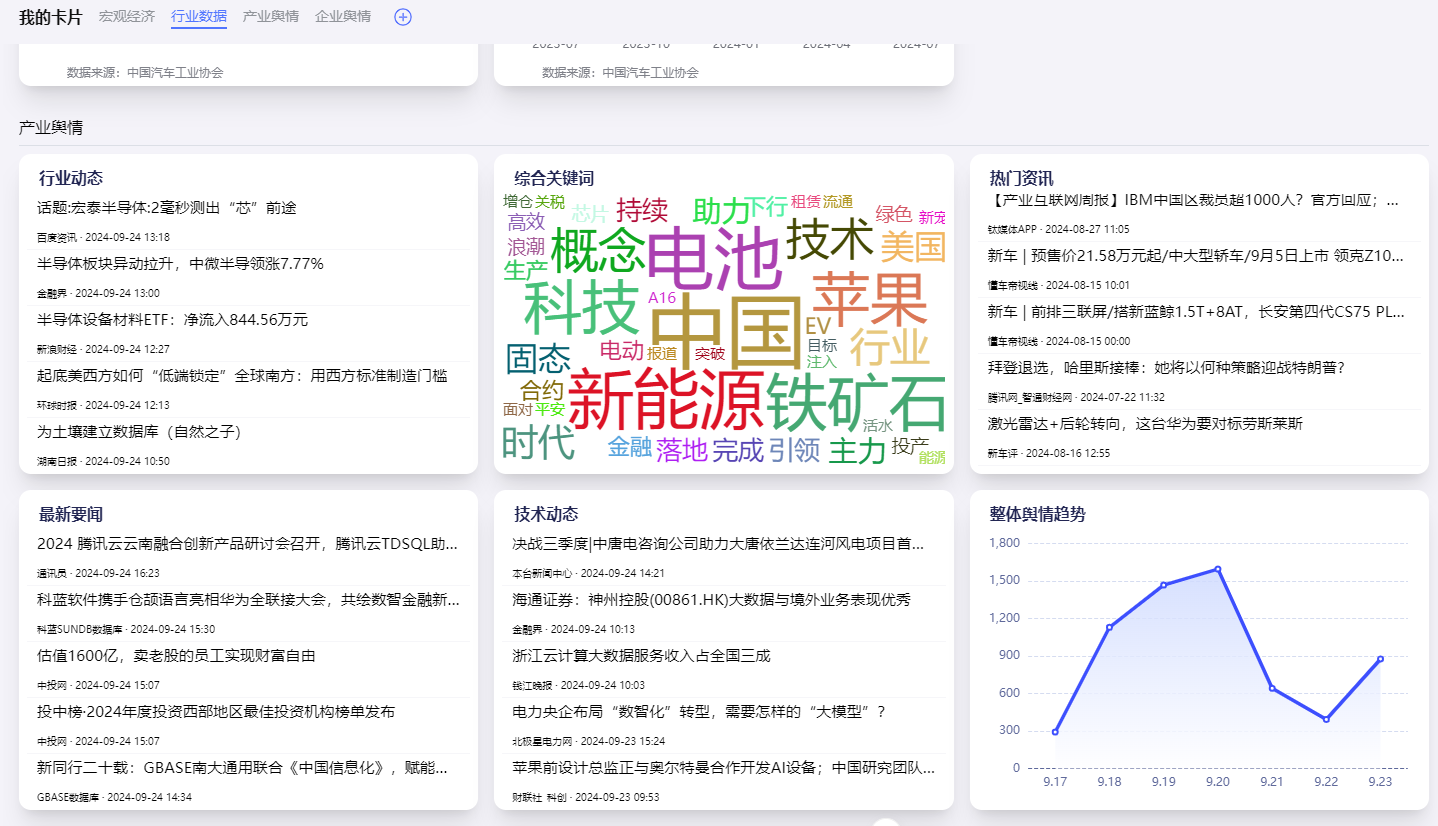 我的卡片 宏观经济 行业数据 产业舆情 企业舆情
2023-07 2023-10 2024-01 2024-04 2024-07
数据来源：中国汽车工业协会
数据来源：中国汽车工业协会
产业舆情
行业动态
话题:宏泰半导体:2毫秒测出“芯”前途
百度资讯 · 2024-09-24 13:18
半导体板块异动拉升，中微半导领涨7.77%
金融界 · 2024-09-24 13:00
半导体设备材料ETF：净流入844.56万元
新浪财经 · 2024-09-24 12:27
起底美西方如何“低端锁定”全球南方：用西方标准制造门槛
环球时报 · 2024-09-24 12:13
为土壤建立数据库（自然之子）
湖南日报 · 2024-09-24 10:50
综合关键词
增仓 关税 芯片 持续 助力 下行 租赁 流通
高效 绿色 新宠
浪潮 概念 电池 技术 美国
生产 科技 A16 苹果
中国 EV
固态 电动 报道 突破 目标 行业
注入
合约 新能源 铁矿石
面对 平安 活水
时代 金融 落地 完成 引领 主力 投产
能源
热门资讯
【产业互联网周报】IBM中国区裁员超1000人？官方回应；...
钛媒体APP · 2024-08-27 11:05
新车 | 预售价21.58万元起/中大型轿车/9月5日上市 领克Z10...
懂车帝视线 · 2024-08-15 10:01
新车 | 前排三联屏/搭新蓝鲸1.5T+8AT，长安第四代CS75 PL...
懂车帝视线 · 2024-08-15 00:00
拜登退选，哈里斯接棒：她将以何种策略迎战特朗普？
腾讯网_智通财经网 · 2024-07-22 11:32
激光雷达+后轮转向，这台华为要对标劳斯莱斯
新车评 · 2024-08-16 12:55
最新要闻
2024 腾讯云云南融合创新产品研讨会召开，腾讯云TDSQL助...
通讯员 · 2024-09-24 16:23
科蓝软件携手仓颉语言亮相华为全联接大会，共绘数智金融新...
科蓝SUNDB数据库 · 2024-09-24 15:30
估值1600亿，卖老股的员工实现财富自由
中投网 · 2024-09-24 15:07
投中榜·2024年度投资西部地区最佳投资机构榜单发布
中投网 · 2024-09-24 15:07
新同行二十载：GBASE南大通用联合《中国信息化》，赋能...
GBASE数据库 · 2024-09-24 14:34
技术动态
决战三季度|中唐电咨询公司助力大唐依兰达连河风电项目首...
本台新闻中心 · 2024-09-24 14:21
海通证券：神州控股(00861.HK)大数据与境外业务表现优秀
金融界 · 2024-09-24 10:13
浙江云计算大数据服务收入占全国三成
钱江晚报 · 2024-09-24 10:03
电力央企布局“数智化”转型，需要怎样的“大模型”？
北极星电力网 · 2024-09-23 15:24
苹果前设计总监正与奥尔特曼合作开发AI设备；中国研究团队...
财联社 科创 · 2024-09-23 09:53
整体舆情趋势
1,800
1,500
1,200
900
600
300
0
9.17 9.18 9.19 9.20 9.21 9.22 9.23